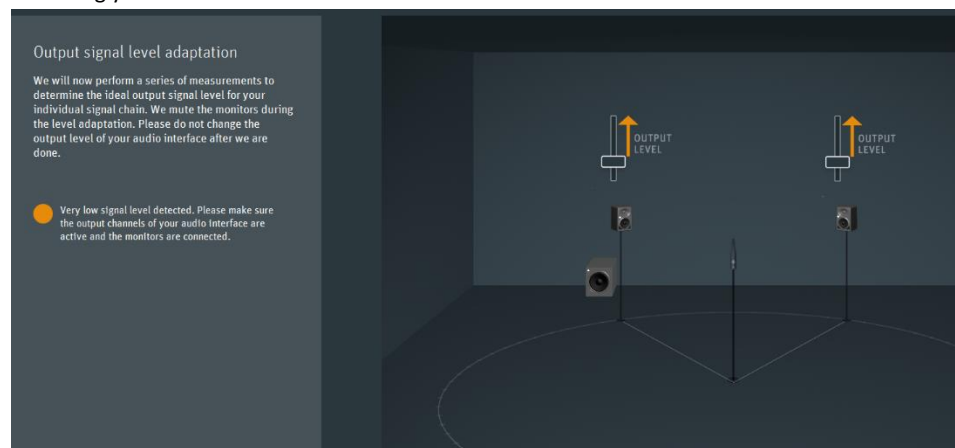 Output signal level adaptation
We will now perform a series of measurements to
determine the ideal output signal level for your
individual signal chain. We mute the monitors during
the level adaptation. Please do not change the
output level of your audio interface after we are
done.
Very low signal level detected. Please make sure
the output channels of your audio interface are
active and the monitors are connected.
OUTPUT
LEVEL
OUTPUT
LEVEL